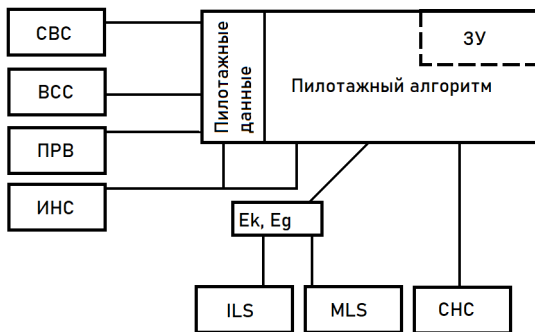 СВС
ЗУ
ВСС
Пилотажные
данные
Пилотажный алгоритм
ПРВ
ИНС
Ek, Eg
ILS
MLS
СНС